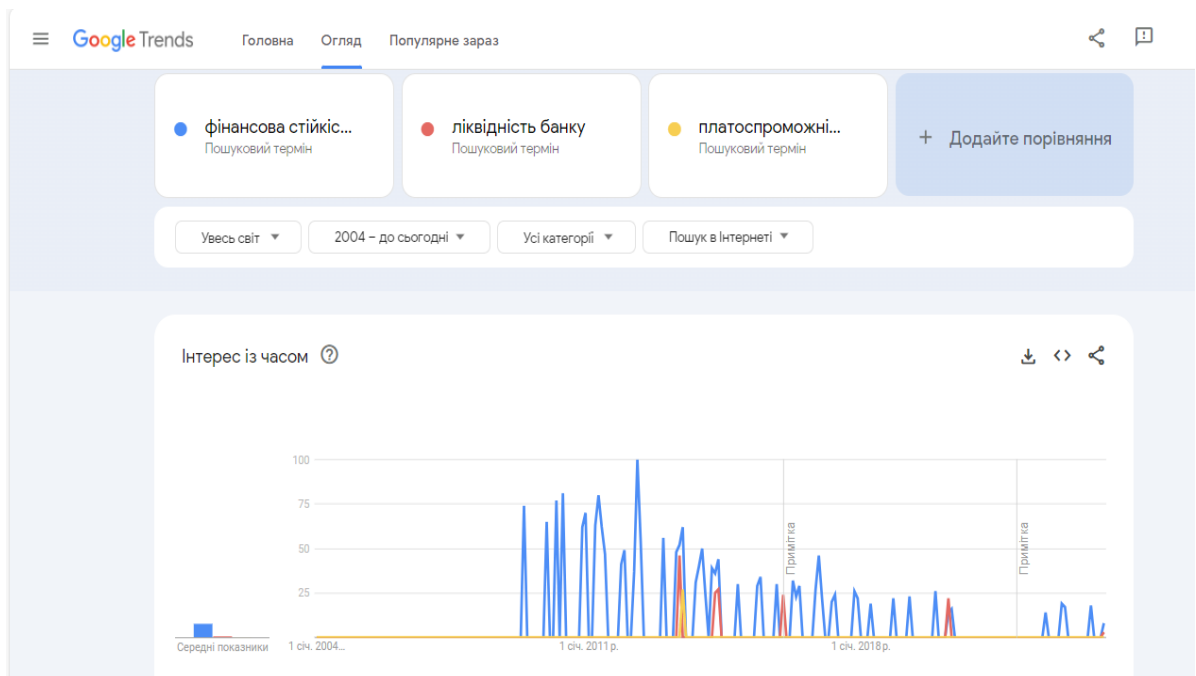 Google Trends Головна Огляд Популярне зараз
фінансова стійкіс... ліквідність банку платоспроможні... + Додайте порівняння
Пошуковий термін Пошуковий термін Пошуковий термін
Увесь світ 2004 – до сьогодні Усі категорії Пошук в Інтернеті
Інтерес із часом
100
75
50
25
Примітка
Примітка
Середні показники 1 січ. 2004... 1 січ. 2011 р. 1 січ. 2018 р.